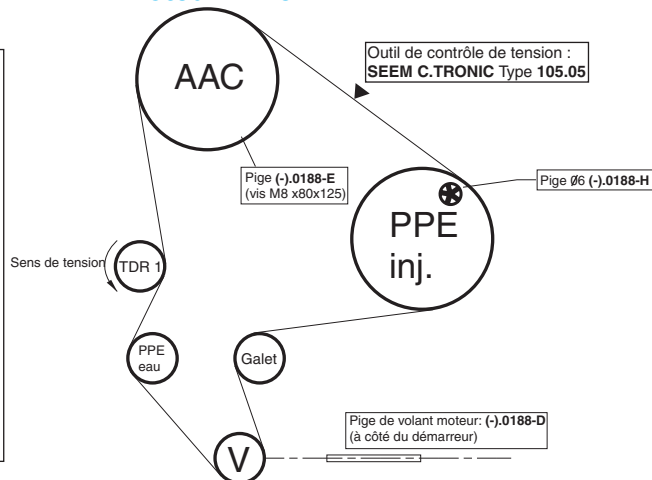 Outil de contrôle de tension :
SEEM C.TRONIC Type 105.05
AAC
Pige (-).0188-E
(vis M8 x80x125)
Pige Ø6 (-).0188-H
PPE
inj.
Sens de tension
TDR 1
PPE
eau
Galet
Pige de volant moteur: (-).0188-D
(à côté du démarreur)
V